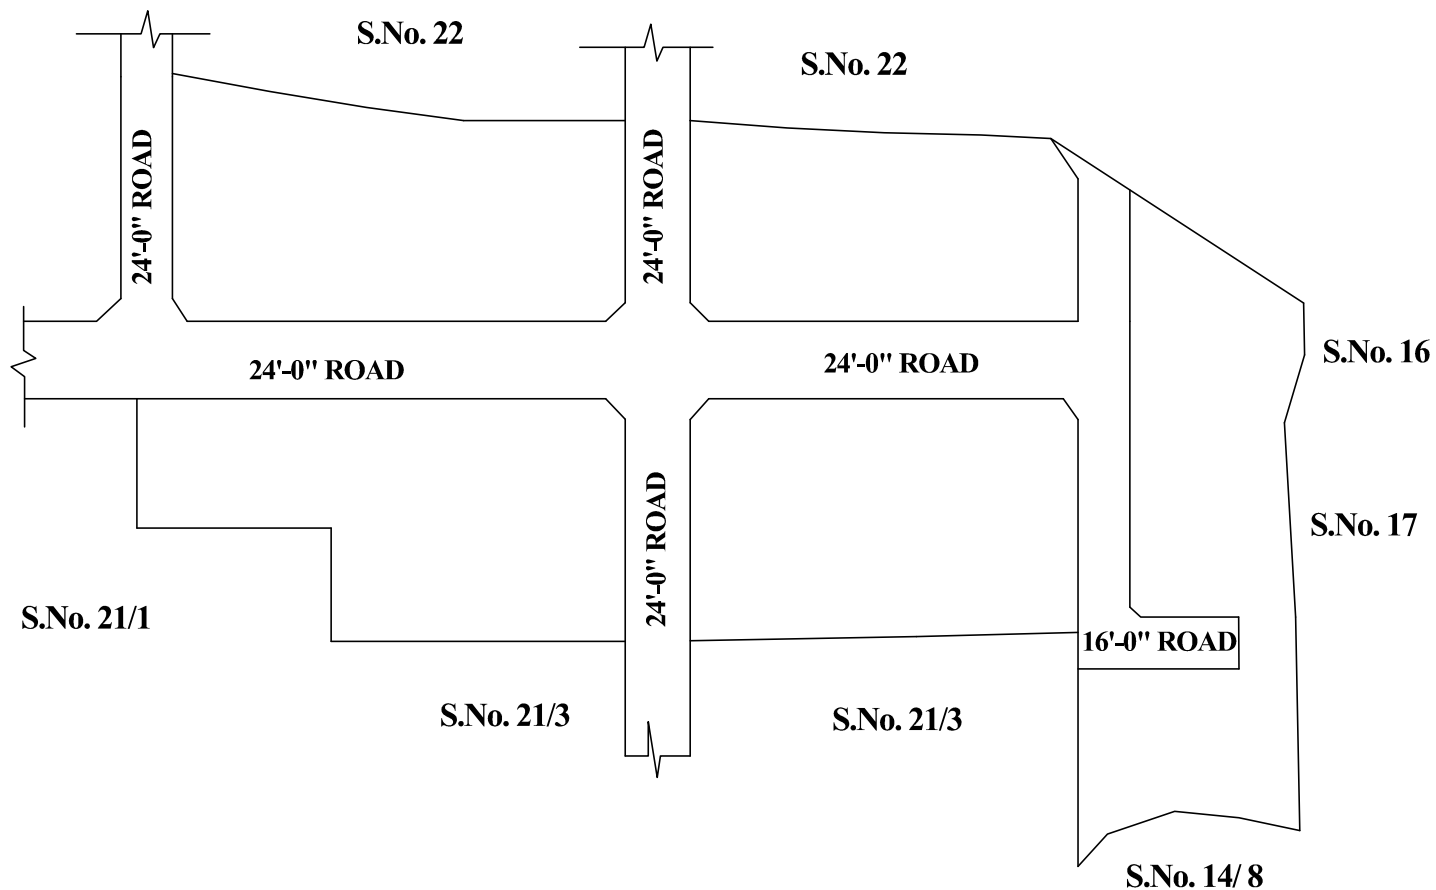 S.No. 22
S.No. 22
24'-0" ROAD
24'-0" ROAD
24'-0" ROAD
24'-0" ROAD
S.No. 16
24'-0" ROAD
S.No. 17
S.No. 21/1
16'-0" ROAD
S.No. 21/3
S.No. 21/3
S.No. 14/ 8